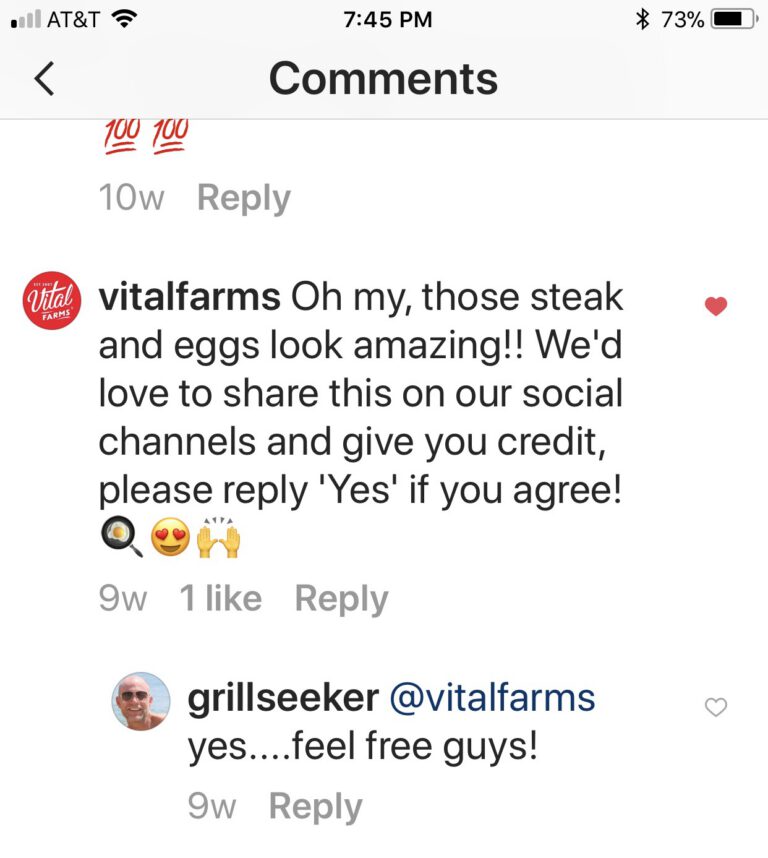 AT&T 7:45 PM 73%
Comments
💯 💯
10w Reply
Vital
FARMS
vitalfarms Oh my, those steak
and eggs look amazing!! We'd
love to share this on our social
channels and give you credit,
please reply 'Yes' if you agree!
🍳😍🙌
9w 1 like Reply
grillseeker @vitalfarms
yes....feel free guys!
9w Reply